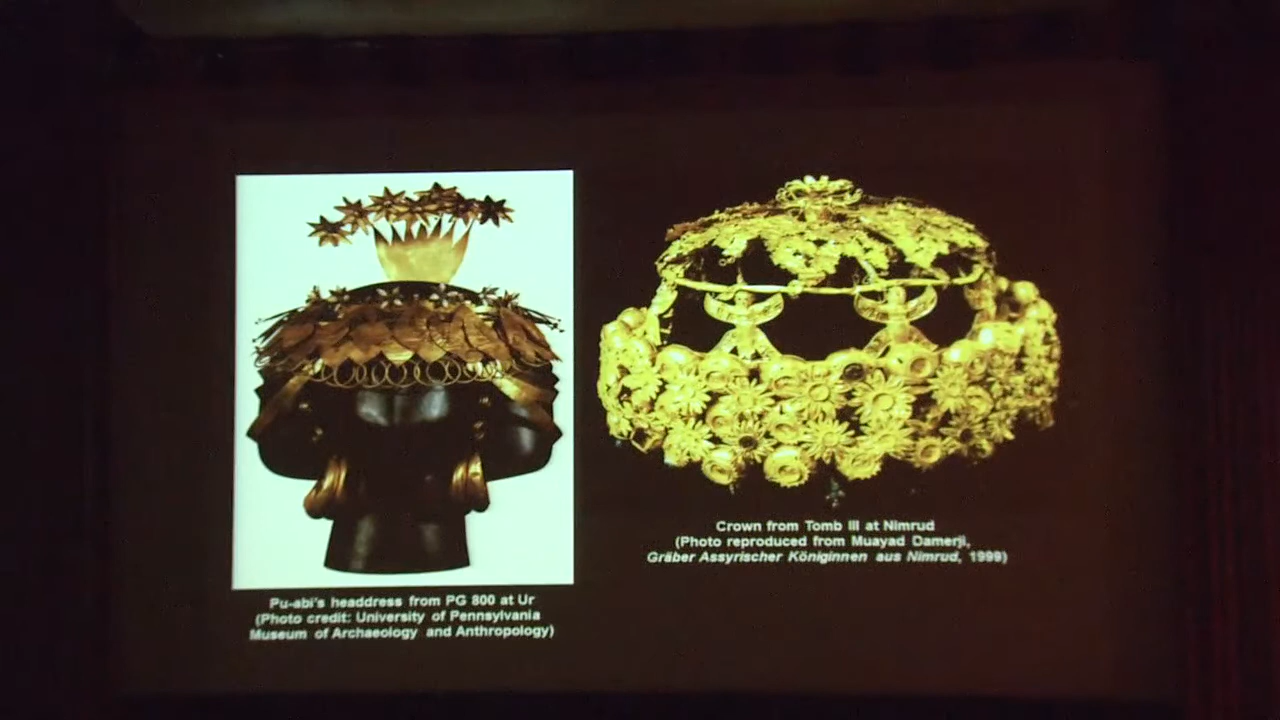 Pu-abi's headdress from PG 800 at Ur
(Photo credit: University of Pennsylvania
Museum of Archaeology and Anthropology)
Crown from Tomb III at Nimrud
(Photo reproduced from Muayad Damerji,
Gräber Assyrischer Königinnen aus Nimrud, 1999)